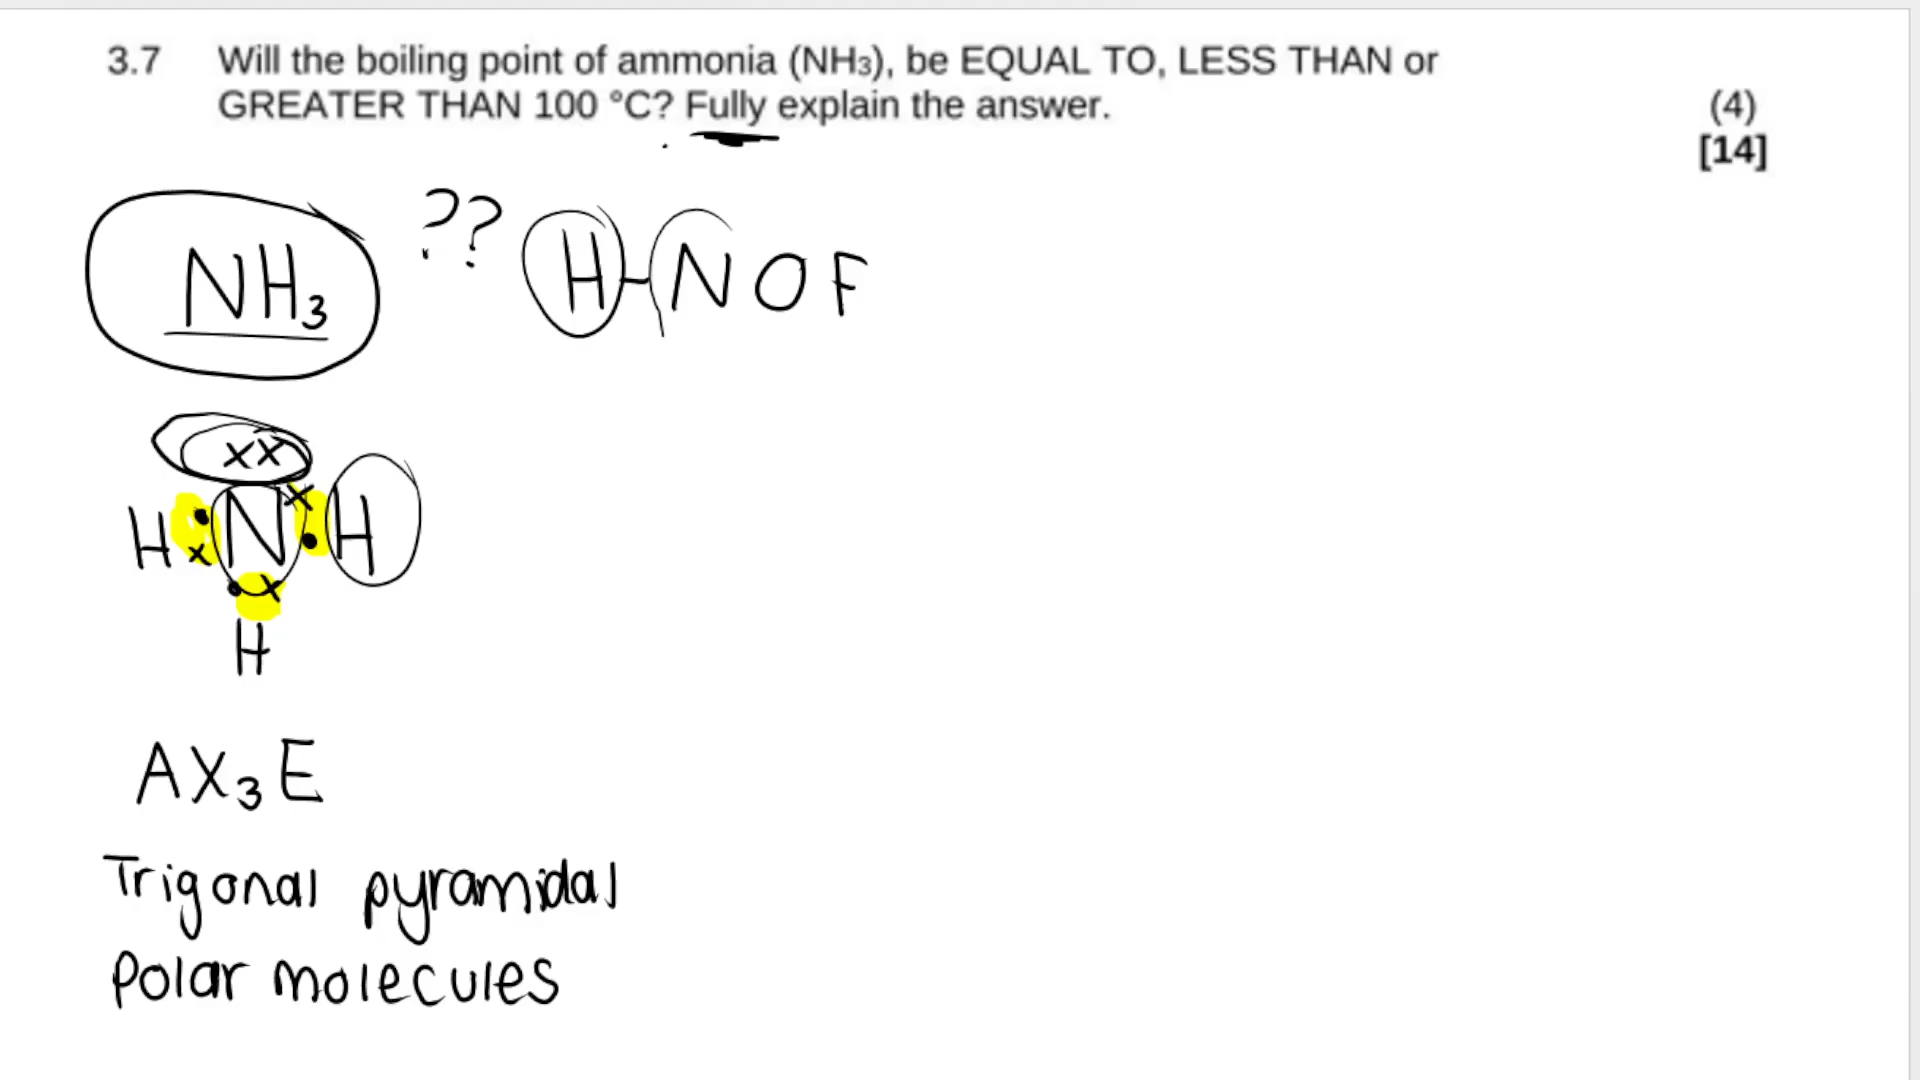 3.7 Will the boiling point of ammonia (NH₃), be EQUAL TO, LESS THAN or
GREATER THAN 100 °C? Fully explain the answer. (4)
[14]
NH₃ ?? H-N O F
xx
H •x N x• H
•x
H
AX₃E
Trigonal pyramidal
Polar molecules